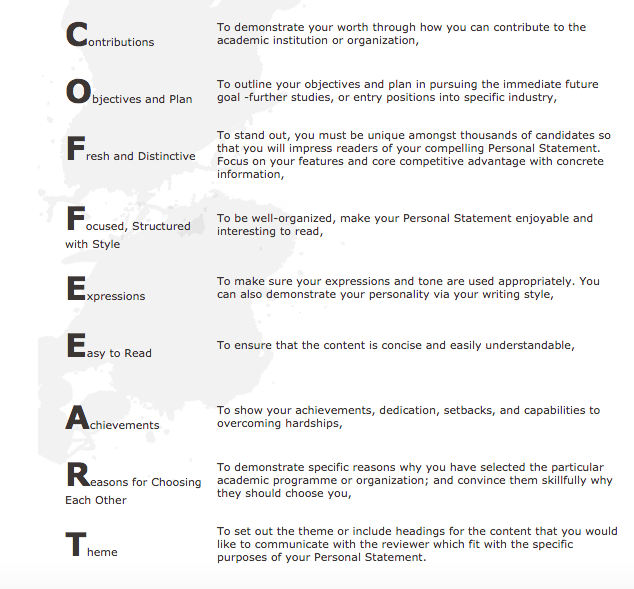 Contributions
To demonstrate your worth through how you can contribute to the
academic institution or organization,
Objectives and Plan
To outline your objectives and plan in pursuing the immediate future
goal -further studies, or entry positions into specific industry,
Fresh and Distinctive
To stand out, you must be unique amongst thousands of candidates so
that you will impress readers of your compelling Personal Statement.
Focus on your features and core competitive advantage with concrete
information,
Focused, Structured
with Style
To be well-organized, make your Personal Statement enjoyable and
interesting to read,
Expressions
To make sure your expressions and tone are used appropriately. You
can also demonstrate your personality via your writing style,
Easy to Read
To ensure that the content is concise and easily understandable,
Achievements
To show your achievements, dedication, setbacks, and capabilities to
overcoming hardships,
Reasons for Choosing
Each Other
To demonstrate specific reasons why you have selected the particular
academic programme or organization; and convince them skillfully why
they should choose you,
Theme
To set out the theme or include headings for the content that you would
like to communicate with the reviewer which fit with the specific
purposes of your Personal Statement.